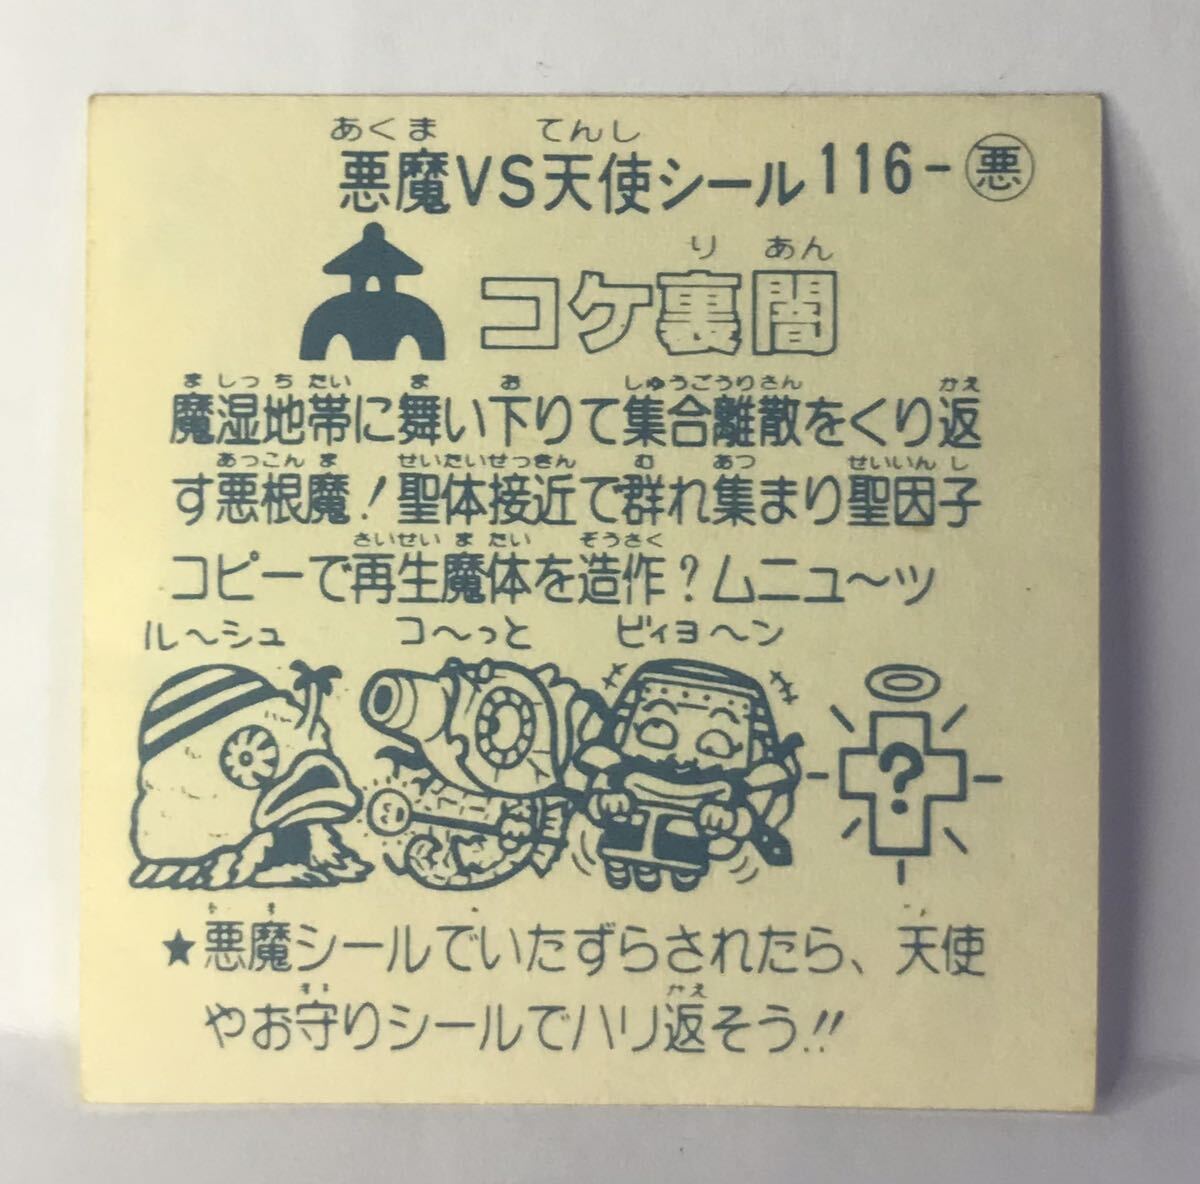 あくま てんし
悪魔VS天使シール 116-悪
り あん
コケ裏闇
ま しっ ち たい ま お しゅうごうりさん かえ
魔湿地帯に舞い下りて集合離散をくり返
あっこん ま せいたいせっきん む あつ せいいん し
す悪根魔!聖体接近で群れ集まり聖因子
さいせい ま たい ぞうさく
コピーで再生魔体を造作?ムニュ〜ツ
ル〜シュ コ〜っと ビィヨ〜ン
?
★悪魔シールでいたずらされたら、天使
かえ
やお守りシールでハリ返そう!!